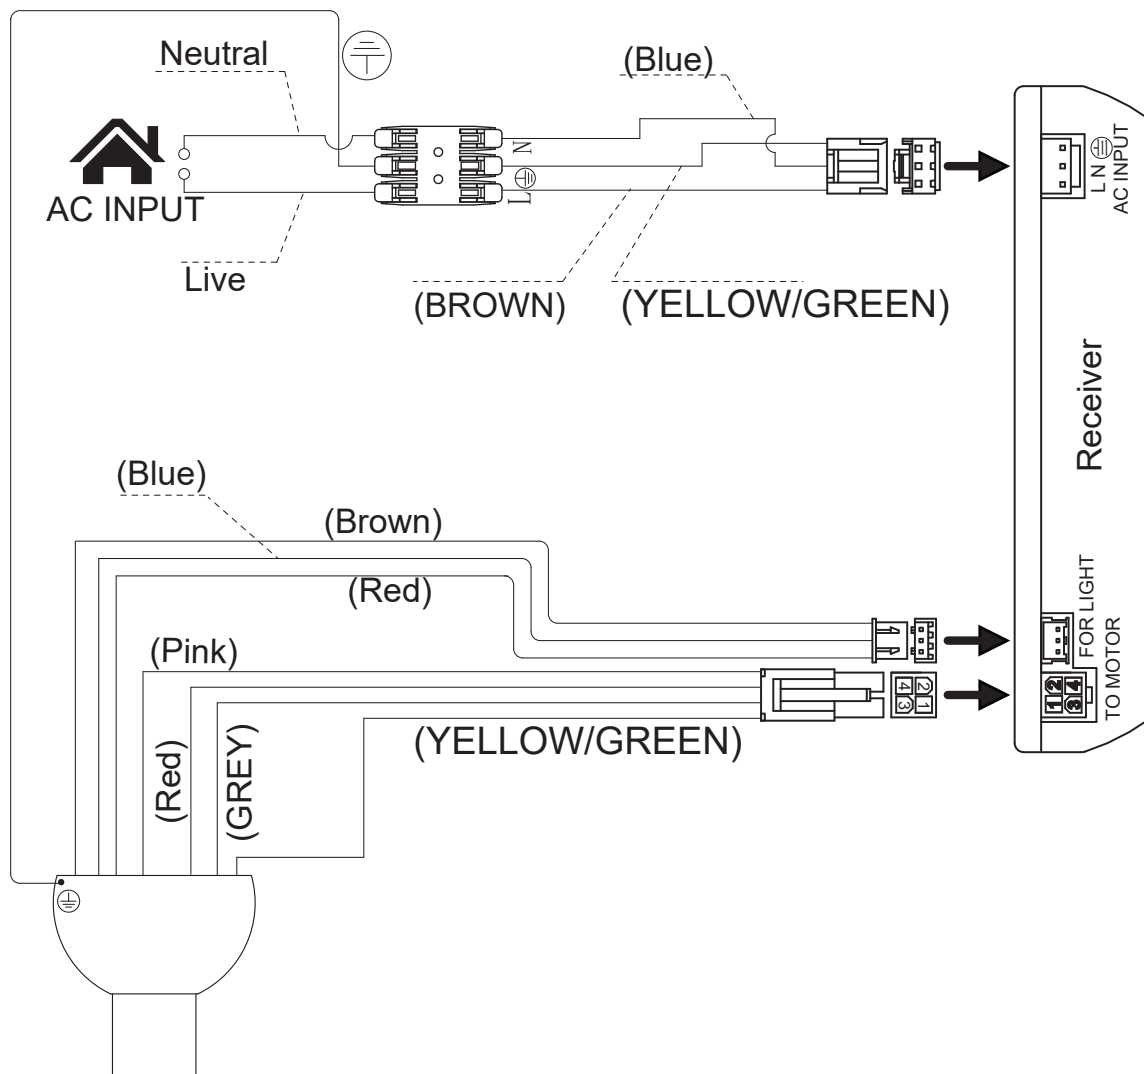 Neutral
(Blue)
AC INPUT
N
L
Live
(BROWN)
(YELLOW/GREEN)
L N
AC INPUT
Receiver
(Blue)
(Brown)
(Red)
(Pink)
(YELLOW/GREEN)
(Red)
(GREY)
4 2
3 1
FOR LIGHT
TO MOTOR
1 2
3 4